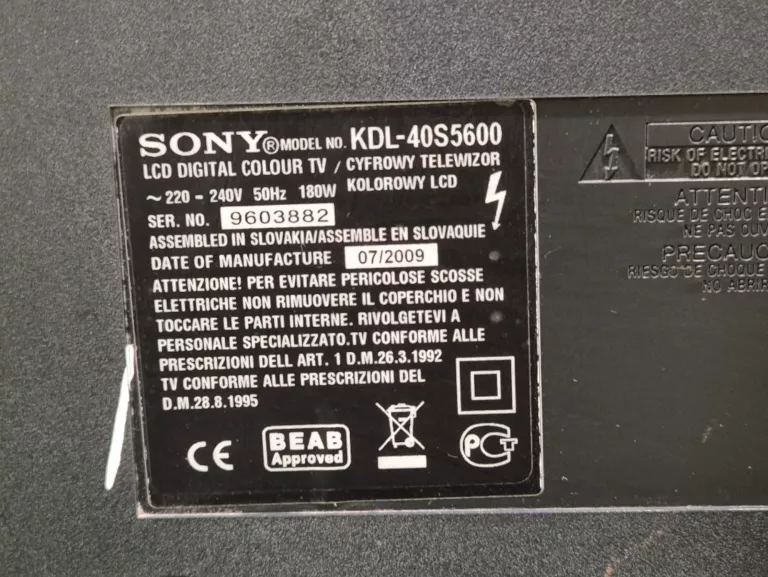 SONY® MODEL NO. KDL-40S5600
LCD DIGITAL COLOUR TV / CYFROWY TELEWIZOR
~ 220 - 240V 50Hz 180W KOLOROWY LCD
SER. NO. 9603882
ASSEMBLED IN SLOVAKIA/ASSEMBLE EN SLOVAQUIE
DATE OF MANUFACTURE 07/2009
ATTENZIONE! PER EVITARE PERICOLOSE SCOSSE
ELETTRICHE NON RIMUOVERE IL COPERCHIO E NON
TOCCARE LE PARTI INTERNE. RIVOLGETEVI A
PERSONALE SPECIALIZZATO.TV CONFORME ALLE
PRESCRIZIONI DELL ART. 1 D.M.26.3.1992
TV CONFORME ALLE PRESCRIZIONI DEL
D.M.28.8.1995
CE
BEAB
Approved
PCT
CAUTIO
RISK OF ELECTRI
DO NOT OP
ATTENTI
RISQUE DE CHOC E
NE PAS OUV
PRECAUC
RIESGO DE CHOQUE
NO ABRIR